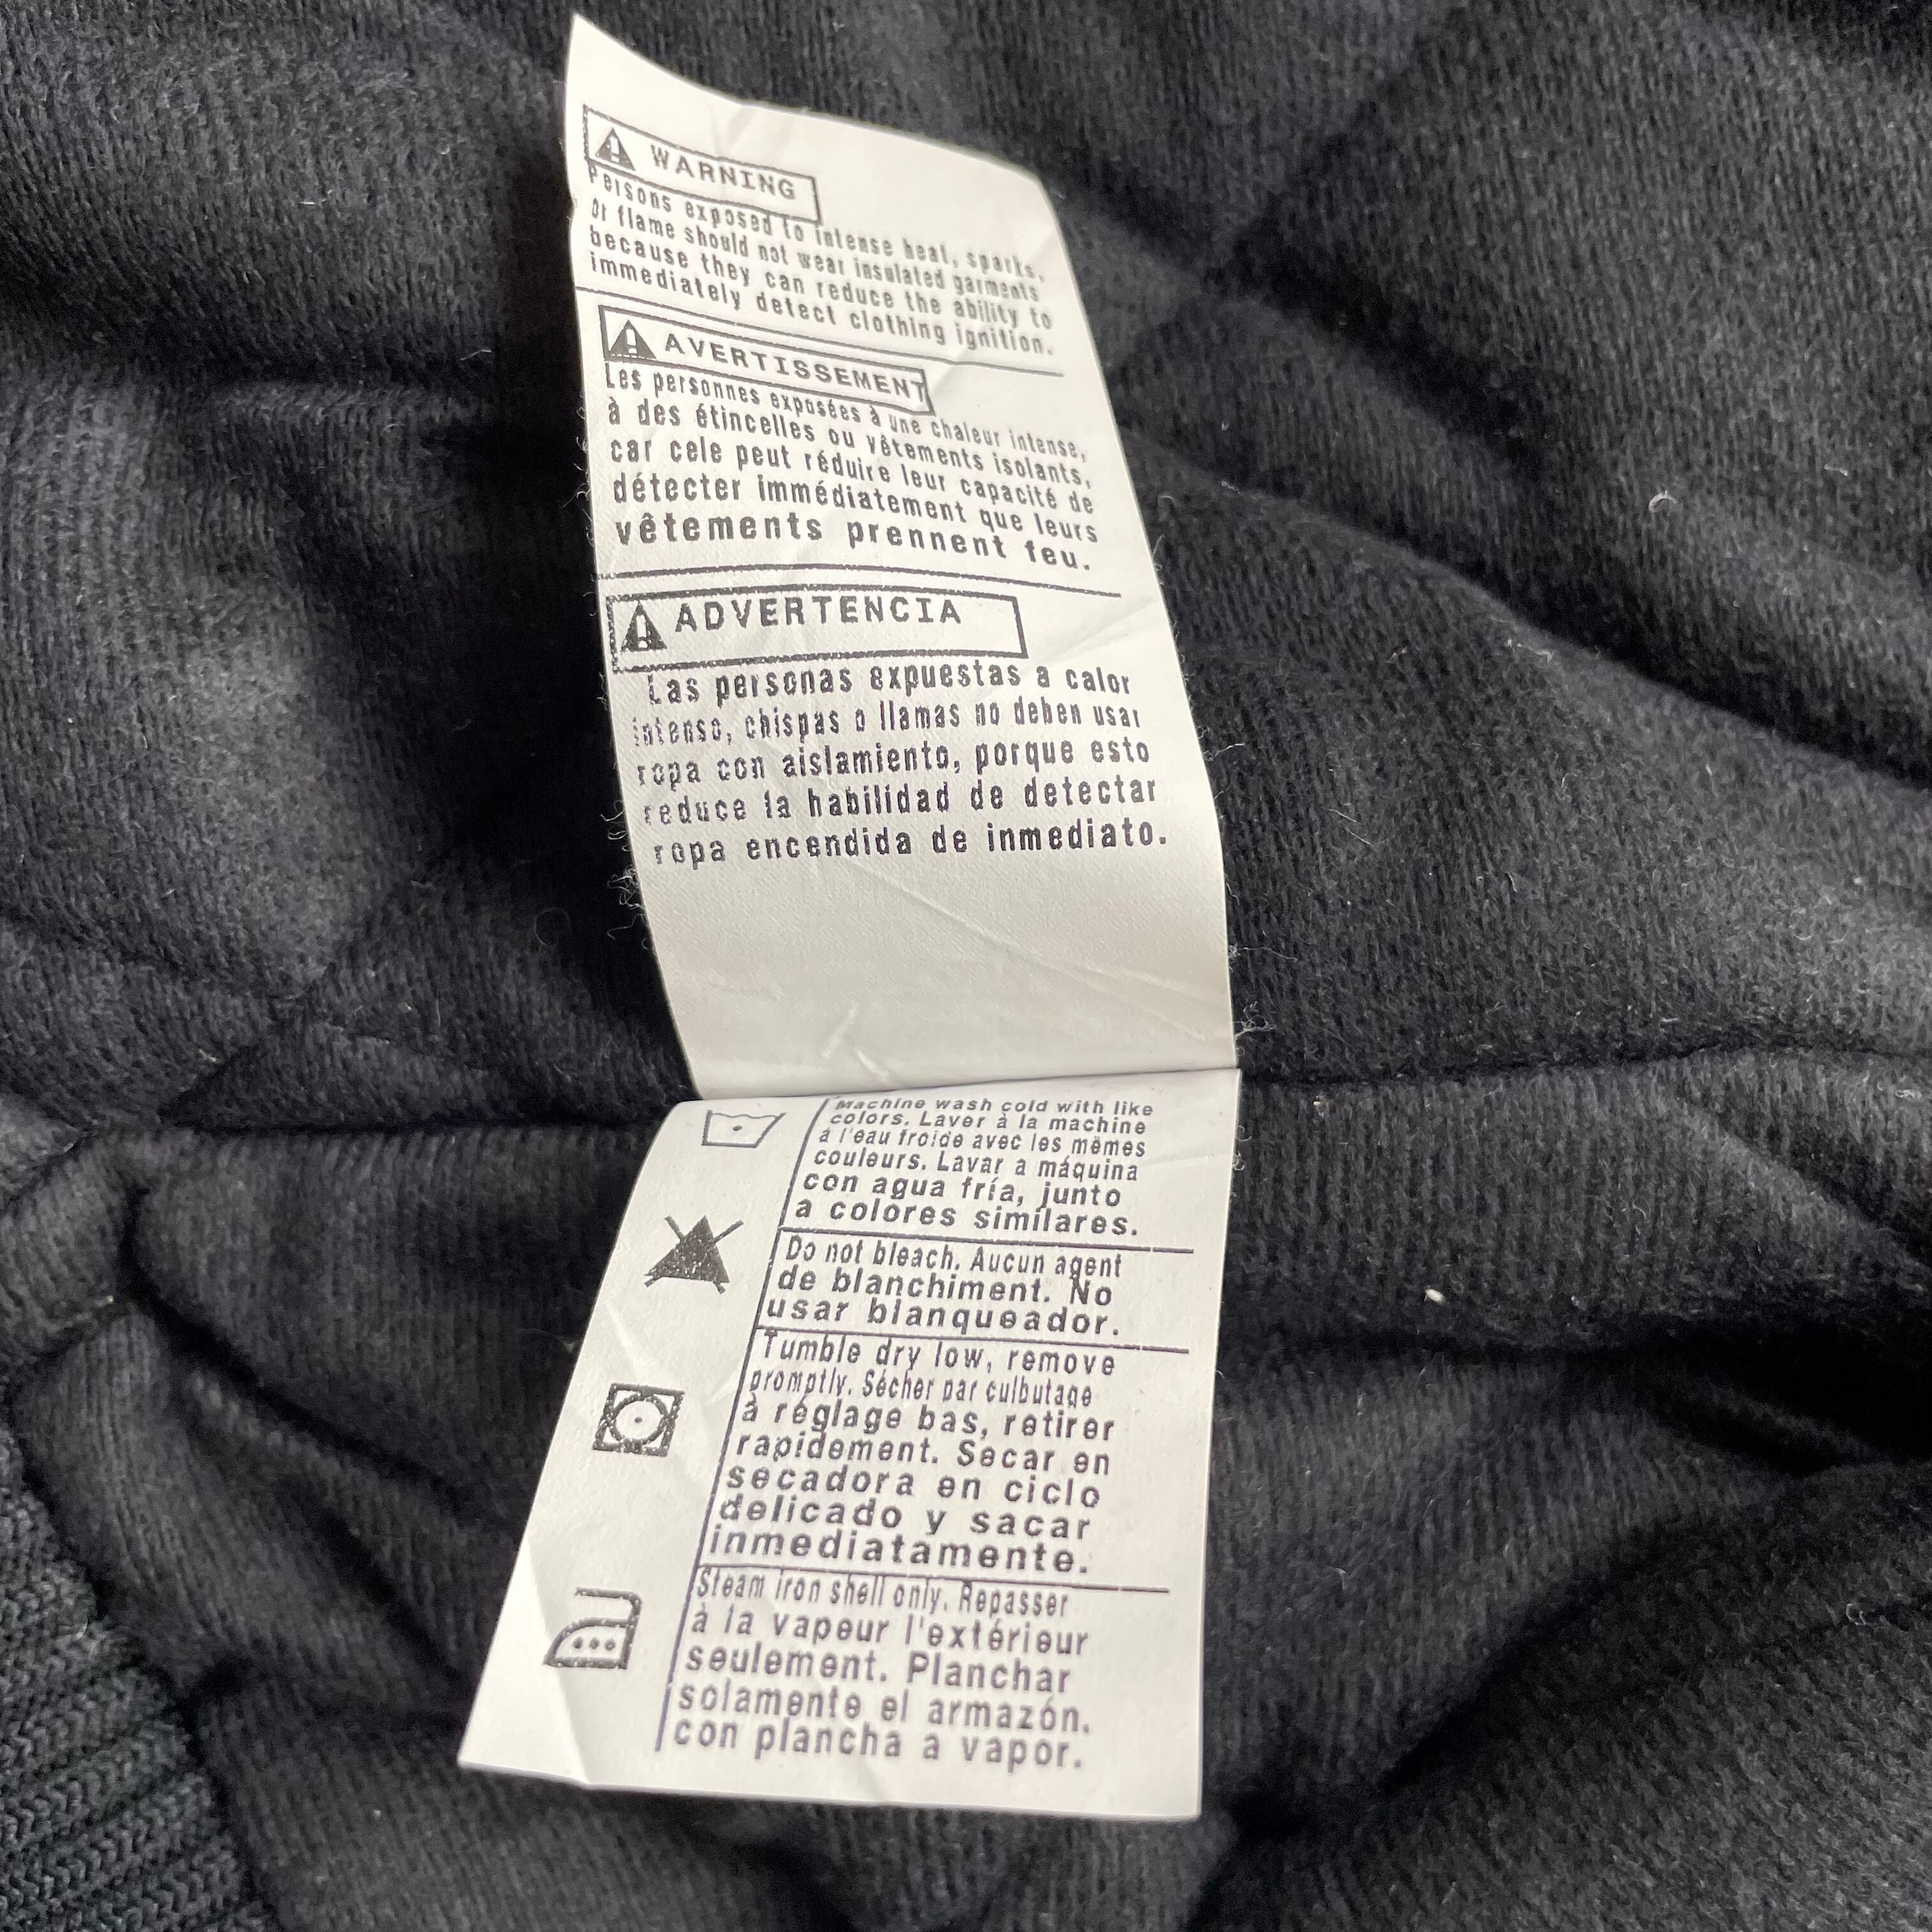 WARNING
Persons exposed to intense heat, sparks,
or flame should not wear insulated garments
because they can reduce the ability to
immediately detect clothing ignition.
AVERTISSEMENT
Les personnes exposées à une chaleur intense,
à des étincelles ou vêtements isolants,
car cele peut réduire leur capacité de
détecter immédiatement que leurs
vêtements prennent feu.
ADVERTENCIA
Las personas expuestas a calor
intenso, chispas o llamas no deben usar
ropa con aislamiento, porque esto
reduce la habilidad de detectar
ropa encendida de inmediato.
Machine wash cold with like
colors. Laver à la machine
à l'eau froide avec les mêmes
couleurs. Lavar a máquina
con agua fría, junto
a colores similares.
Do not bleach. Aucun agent
de blanchiment. No
usar blanqueador.
Tumble dry low, remove
promptly. Sécher par culbutage
à réglage bas, retirer
rapidement. Secar en
secadora en ciclo
delicado y sacar
inmediatamente.
Steam iron shell only. Repasser
à la vapeur l'extérieur
seulement. Planchar
solamente el armazón.
con plancha a vapor.